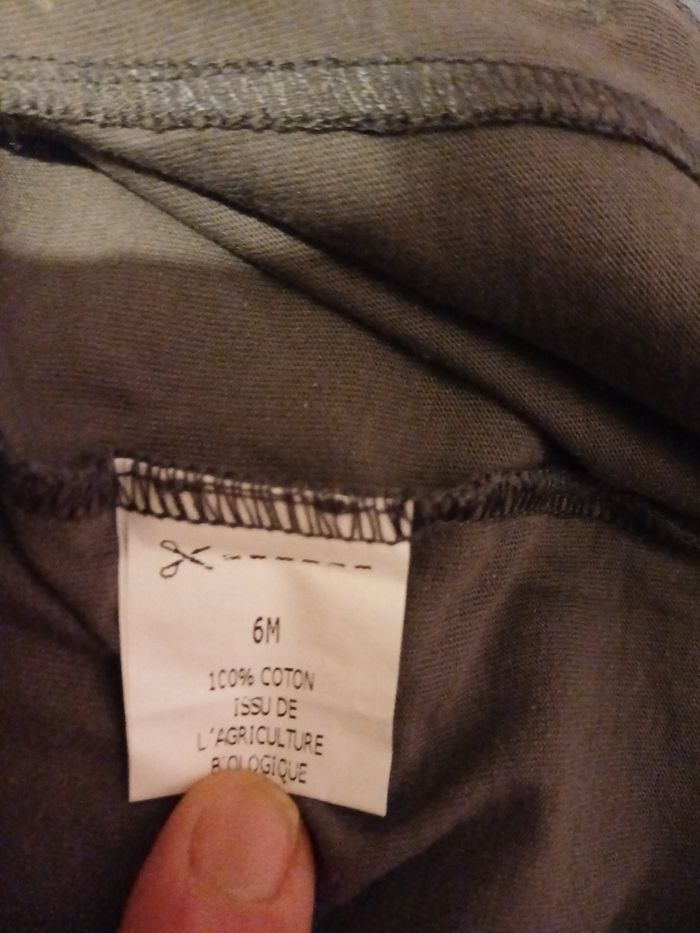 6M
100% COTON
ISSU DE
L'AGRICULTURE
BIOLOGIQUE